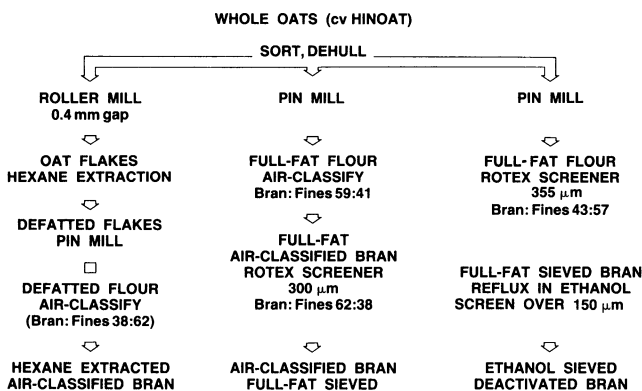 WHOLE OATS (cv HINOAT)
SORT, DEHULL
ROLLER MILL
0.4 mm gap
OAT FLAKES
HEXANE EXTRACTION
DEFATTED FLAKES
PIN MILL
DEFATTED FLOUR
AIR-CLASSIFY
(Bran: Fines 38:62)
HEXANE EXTRACTED
AIR-CLASSIFIED BRAN
PIN MILL
FULL-FAT FLOUR
AIR-CLASSIFY
Bran: Fines 59:41
FULL-FAT
AIR-CLASSIFIED BRAN
ROTEX SCREENER
300 μm
Bran: Fines 62:38
AIR-CLASSIFIED BRAN
FULL-FAT SIEVED
PIN MILL
FULL-FAT FLOUR
ROTEX SCREENER
355 μm
Bran: Fines 43:57
FULL-FAT SIEVED BRAN
REFLUX IN ETHANOL
SCREEN OVER 150 μm
ETHANOL SIEVED
DEACTIVATED BRAN